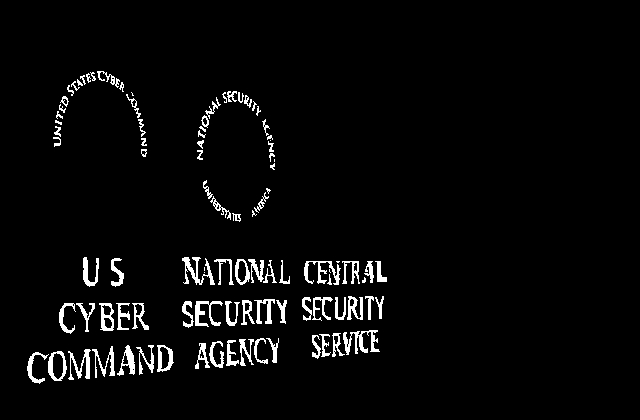 UNITED STATES CYBER COMMAND
NATIONAL SECURITY AGENCY
UNITED STATES AMERICA
U S
CYBER
COMMAND
NATIONAL
SECURITY
AGENCY
CENTRAL
SECURITY
SERVICE